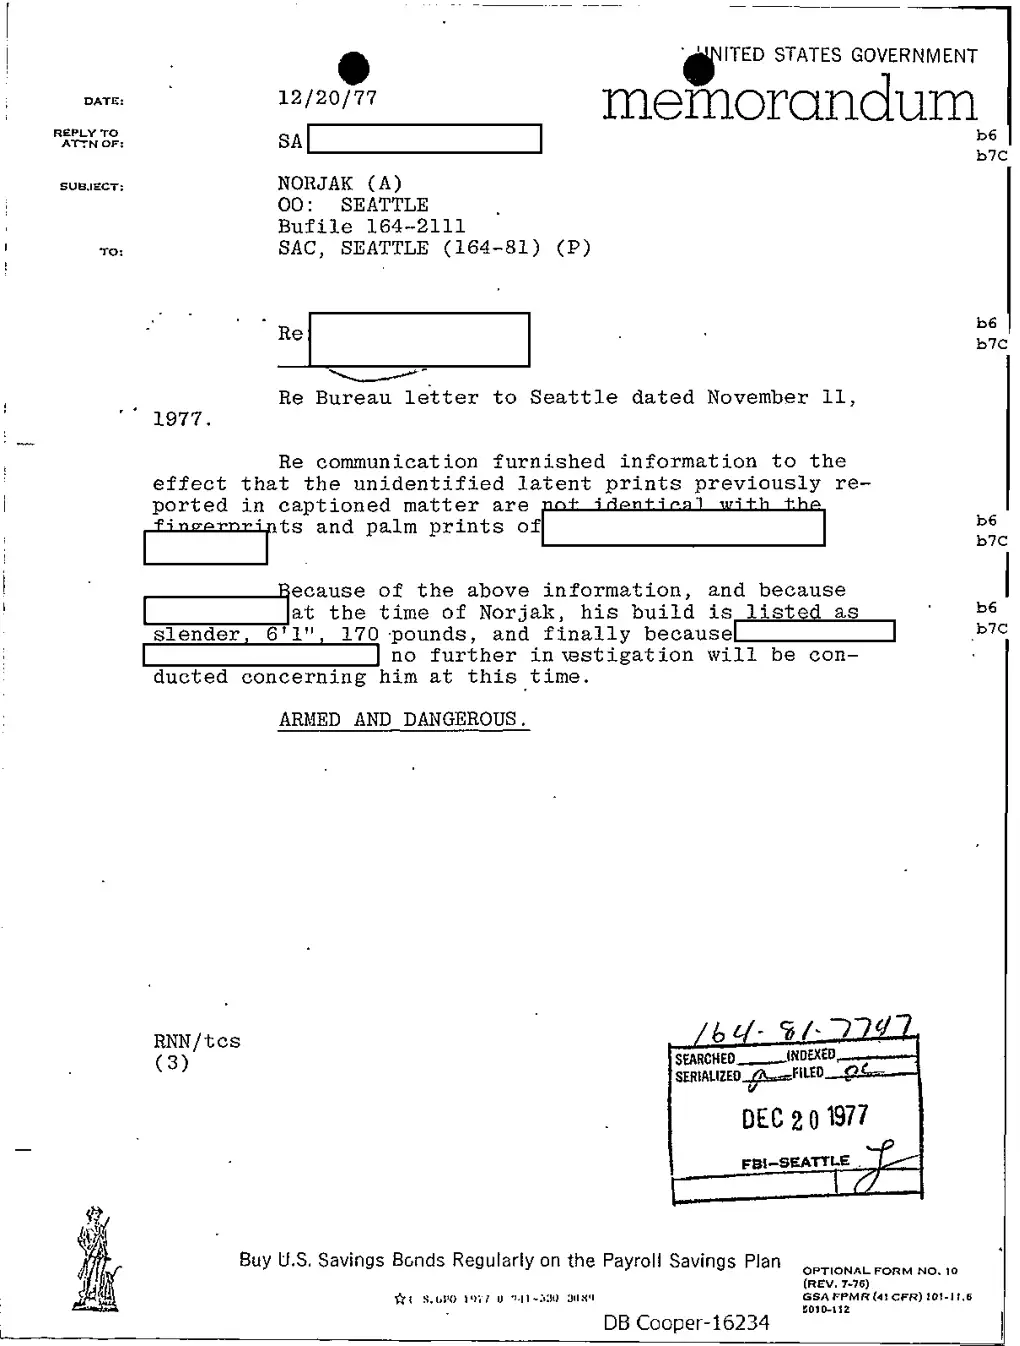 UNITED STATES GOVERNMENT
memorandum
DATE: 12/20/77
REPLY TO
ATTN OF: SA
b6
b7C
SUBJECT: NORJAK (A)
OO: SEATTLE
Bufile 164-2111
TO: SAC, SEATTLE (164-81) (P)
Re:
b6
b7C
Re Bureau letter to Seattle dated November 11,
1977.
Re communication furnished information to the
effect that the unidentified latent prints previously re-
ported in captioned matter are not identical with the
fingerprints and palm prints of
b6
b7C
Because of the above information, and because
at the time of Norjak, his build is listed as
b6
slender, 6'1", 170 pounds, and finally because
b7C
no further investigation will be con-
ducted concerning him at this time.
ARMED AND DANGEROUS.
RNN/tcs
(3)
164-81-7747
SEARCHED INDEXED
SERIALIZED FILED
DEC 20 1977
FBI-SEATTLE
Buy U.S. Savings Bonds Regularly on the Payroll Savings Plan
OPTIONAL FORM NO. 10
(REV. 7-76)
GSA FPMR (41 CFR) 101-11.6
5010-112
DB Cooper-16234